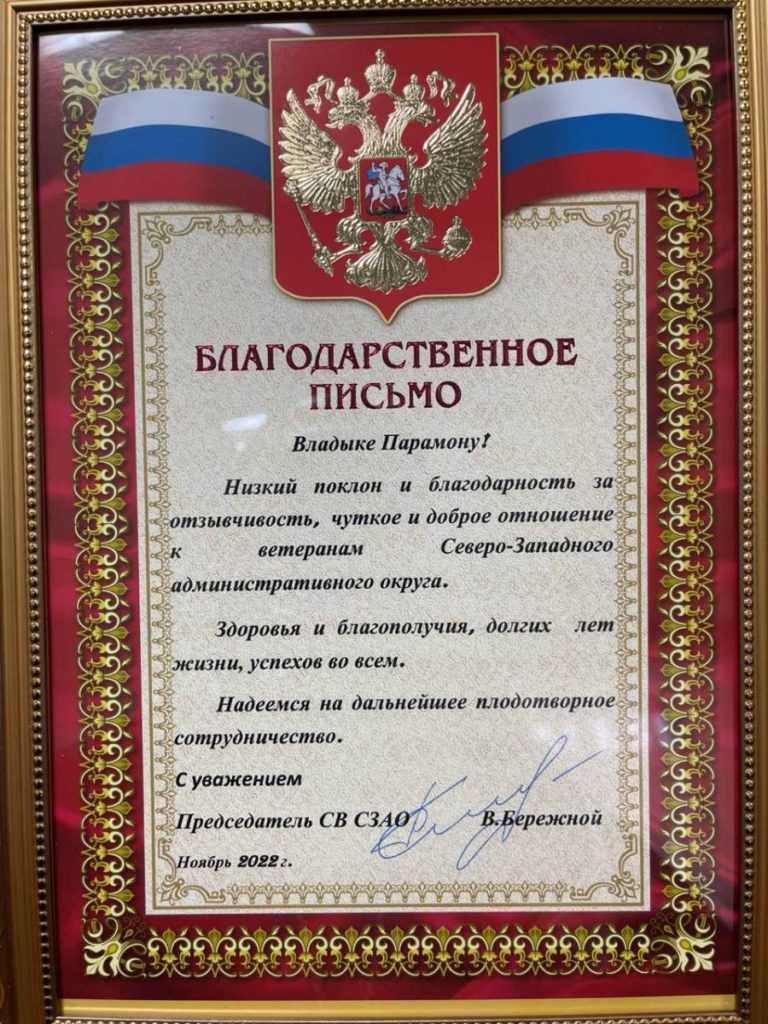 БЛАГОДАРСТВЕННОЕ
ПИСЬМО
Владыке Парамону!
Низкий поклон и благодарность за
отзывчивость, чуткое и доброе отношение
к ветеранам Северо-Западного
административного округа.
Здоровья и благополучия, долгих лет
жизни, успехов во всем.
Надеемся на дальнейшее плодотворное
сотрудничество.
С уважением
Председатель СВ СЗАО В.Бережной
Ноябрь 2022 г.